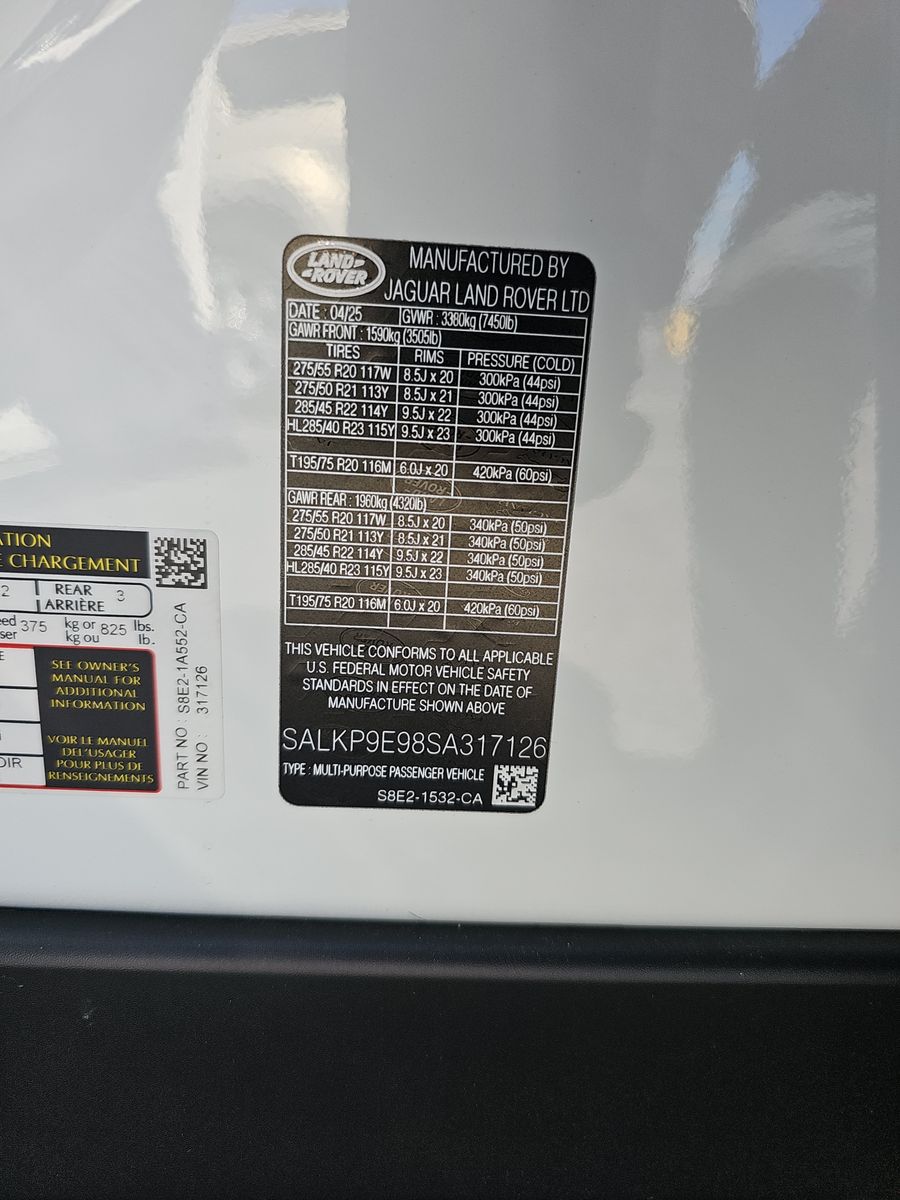 LAND ROVER
MANUFACTURED BY
JAGUAR LAND ROVER LTD
DATE : 04/25 GVWR : 3380kg (7450lb)
GAWR FRONT : 1590kg (3505lb)
TIRES RIMS PRESSURE (COLD)
275/55 R20 117W 8.5J x 20 300kPa (44psi)
275/50 R21 113Y 8.5J x 21 300kPa (44psi)
285/45 R22 114Y 9.5J x 22 300kPa (44psi)
HL285/40 R23 115Y 9.5J x 23 300kPa (44psi)
T195/75 R20 116M 6.0J x 20 420kPa (60psi)
GAWR REAR : 1960kg (4320lb)
275/55 R20 117W 8.5J x 20 340kPa (50psi)
275/50 R21 113Y 8.5J x 21 340kPa (50psi)
285/45 R22 114Y 9.5J x 22 340kPa (50psi)
HL285/40 R23 115Y 9.5J x 23 340kPa (50psi)
T195/75 R20 116M 6.0J x 20 420kPa (60psi)
THIS VEHICLE CONFORMS TO ALL APPLICABLE
U.S. FEDERAL MOTOR VEHICLE SAFETY
STANDARDS IN EFFECT ON THE DATE OF
MANUFACTURE SHOWN ABOVE
SALKP9E98SA317126
TYPE : MULTI-PURPOSE PASSENGER VEHICLE
S8E2-1532-CA
ATION
E CHARGEMENT
2 REAR 3
ARRIÈRE
eed 375 kg or 825 lbs.
ser kg ou lb.
SEE OWNER'S
MANUAL FOR
ADDITIONAL
INFORMATION
VOIR LE MANUEL
DEL'USAGER
POUR PLUS DE
RENSEIGNEMENTS
OIR
PART NO : S8E2-1A552-CA
VIN NO : 317126